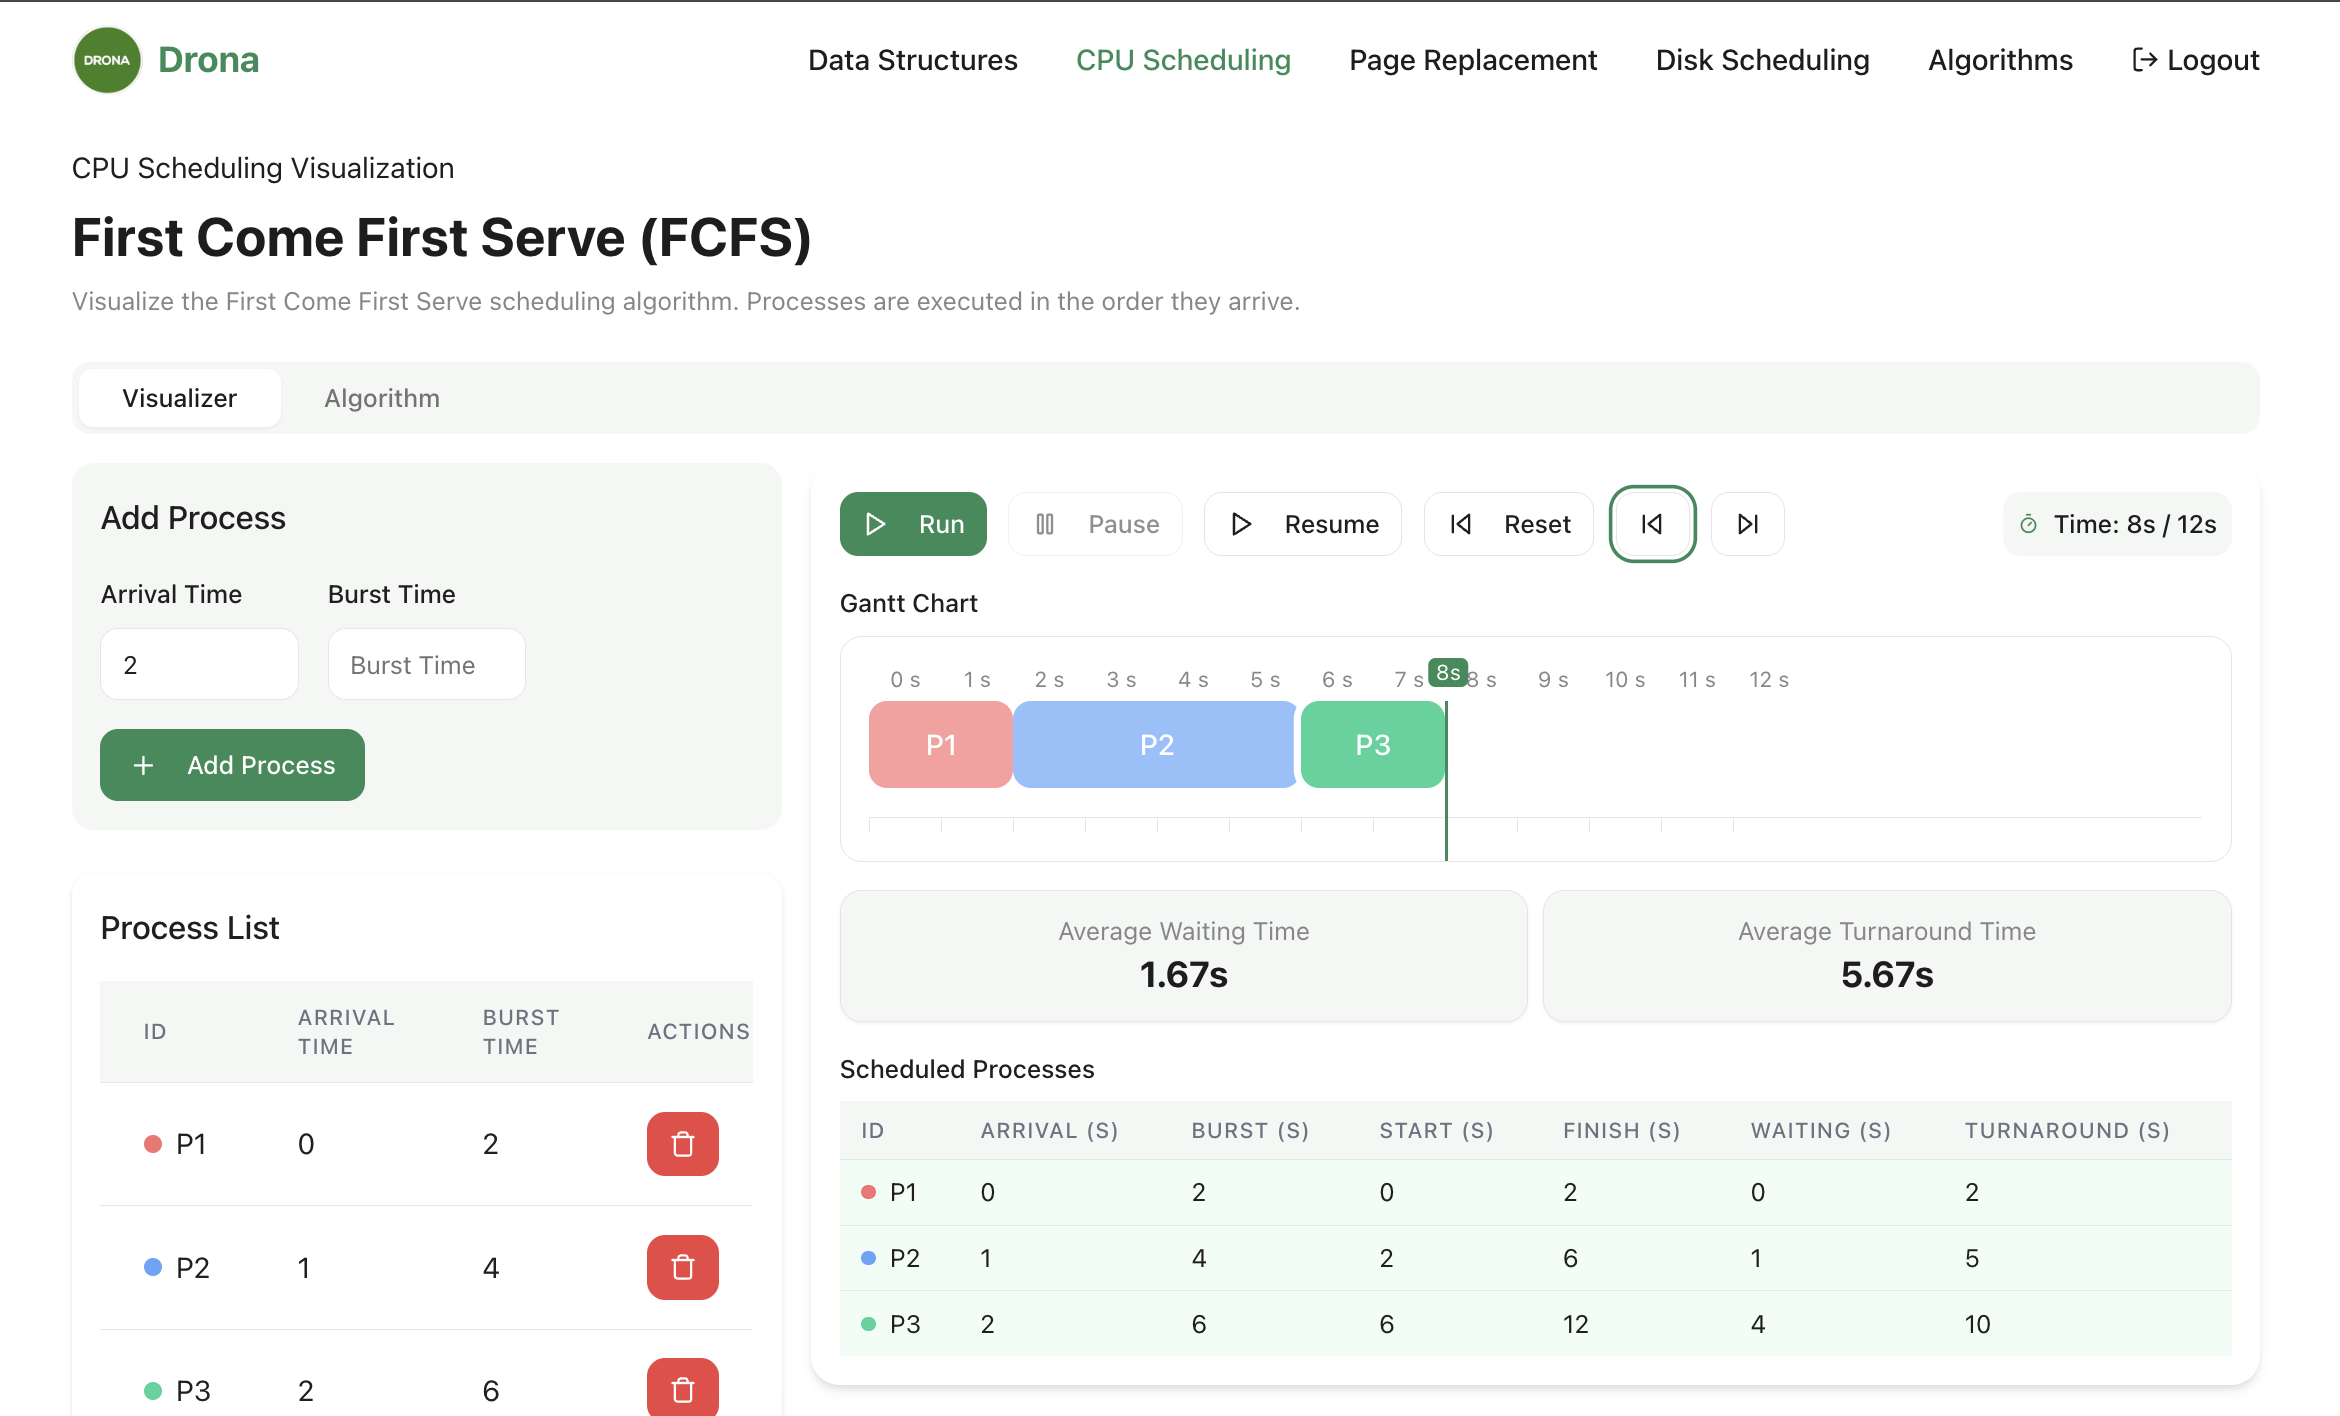 DRONA
Drona
Data Structures
CPU Scheduling
Page Replacement
Disk Scheduling
Algorithms
Logout
CPU Scheduling Visualization
First Come First Serve (FCFS)
Visualize the First Come First Serve scheduling algorithm. Processes are executed in the order they arrive.
Visualizer
Algorithm
Add Process
Arrival Time
Burst Time
2
Burst Time
Add Process
Process List
ID
ARRIVAL TIME
BURST TIME
ACTIONS
P1 0 2
P2 1 4
P3 2 6
Run
Pause
Resume
Reset
Time: 8s / 12s
Gantt Chart
0 s 1 s 2 s 3 s 4 s 5 s 6 s 7 s 8s 8 s 9 s 10 s 11 s 12 s
P1 P2 P3
Average Waiting Time
1.67s
Average Turnaround Time
5.67s
Scheduled Processes
ID ARRIVAL (S) BURST (S) START (S) FINISH (S) WAITING (S) TURNAROUND (S)
P1 0 2 0 2 0 2
P2 1 4 2 6 1 5
P3 2 6 6 12 4 10